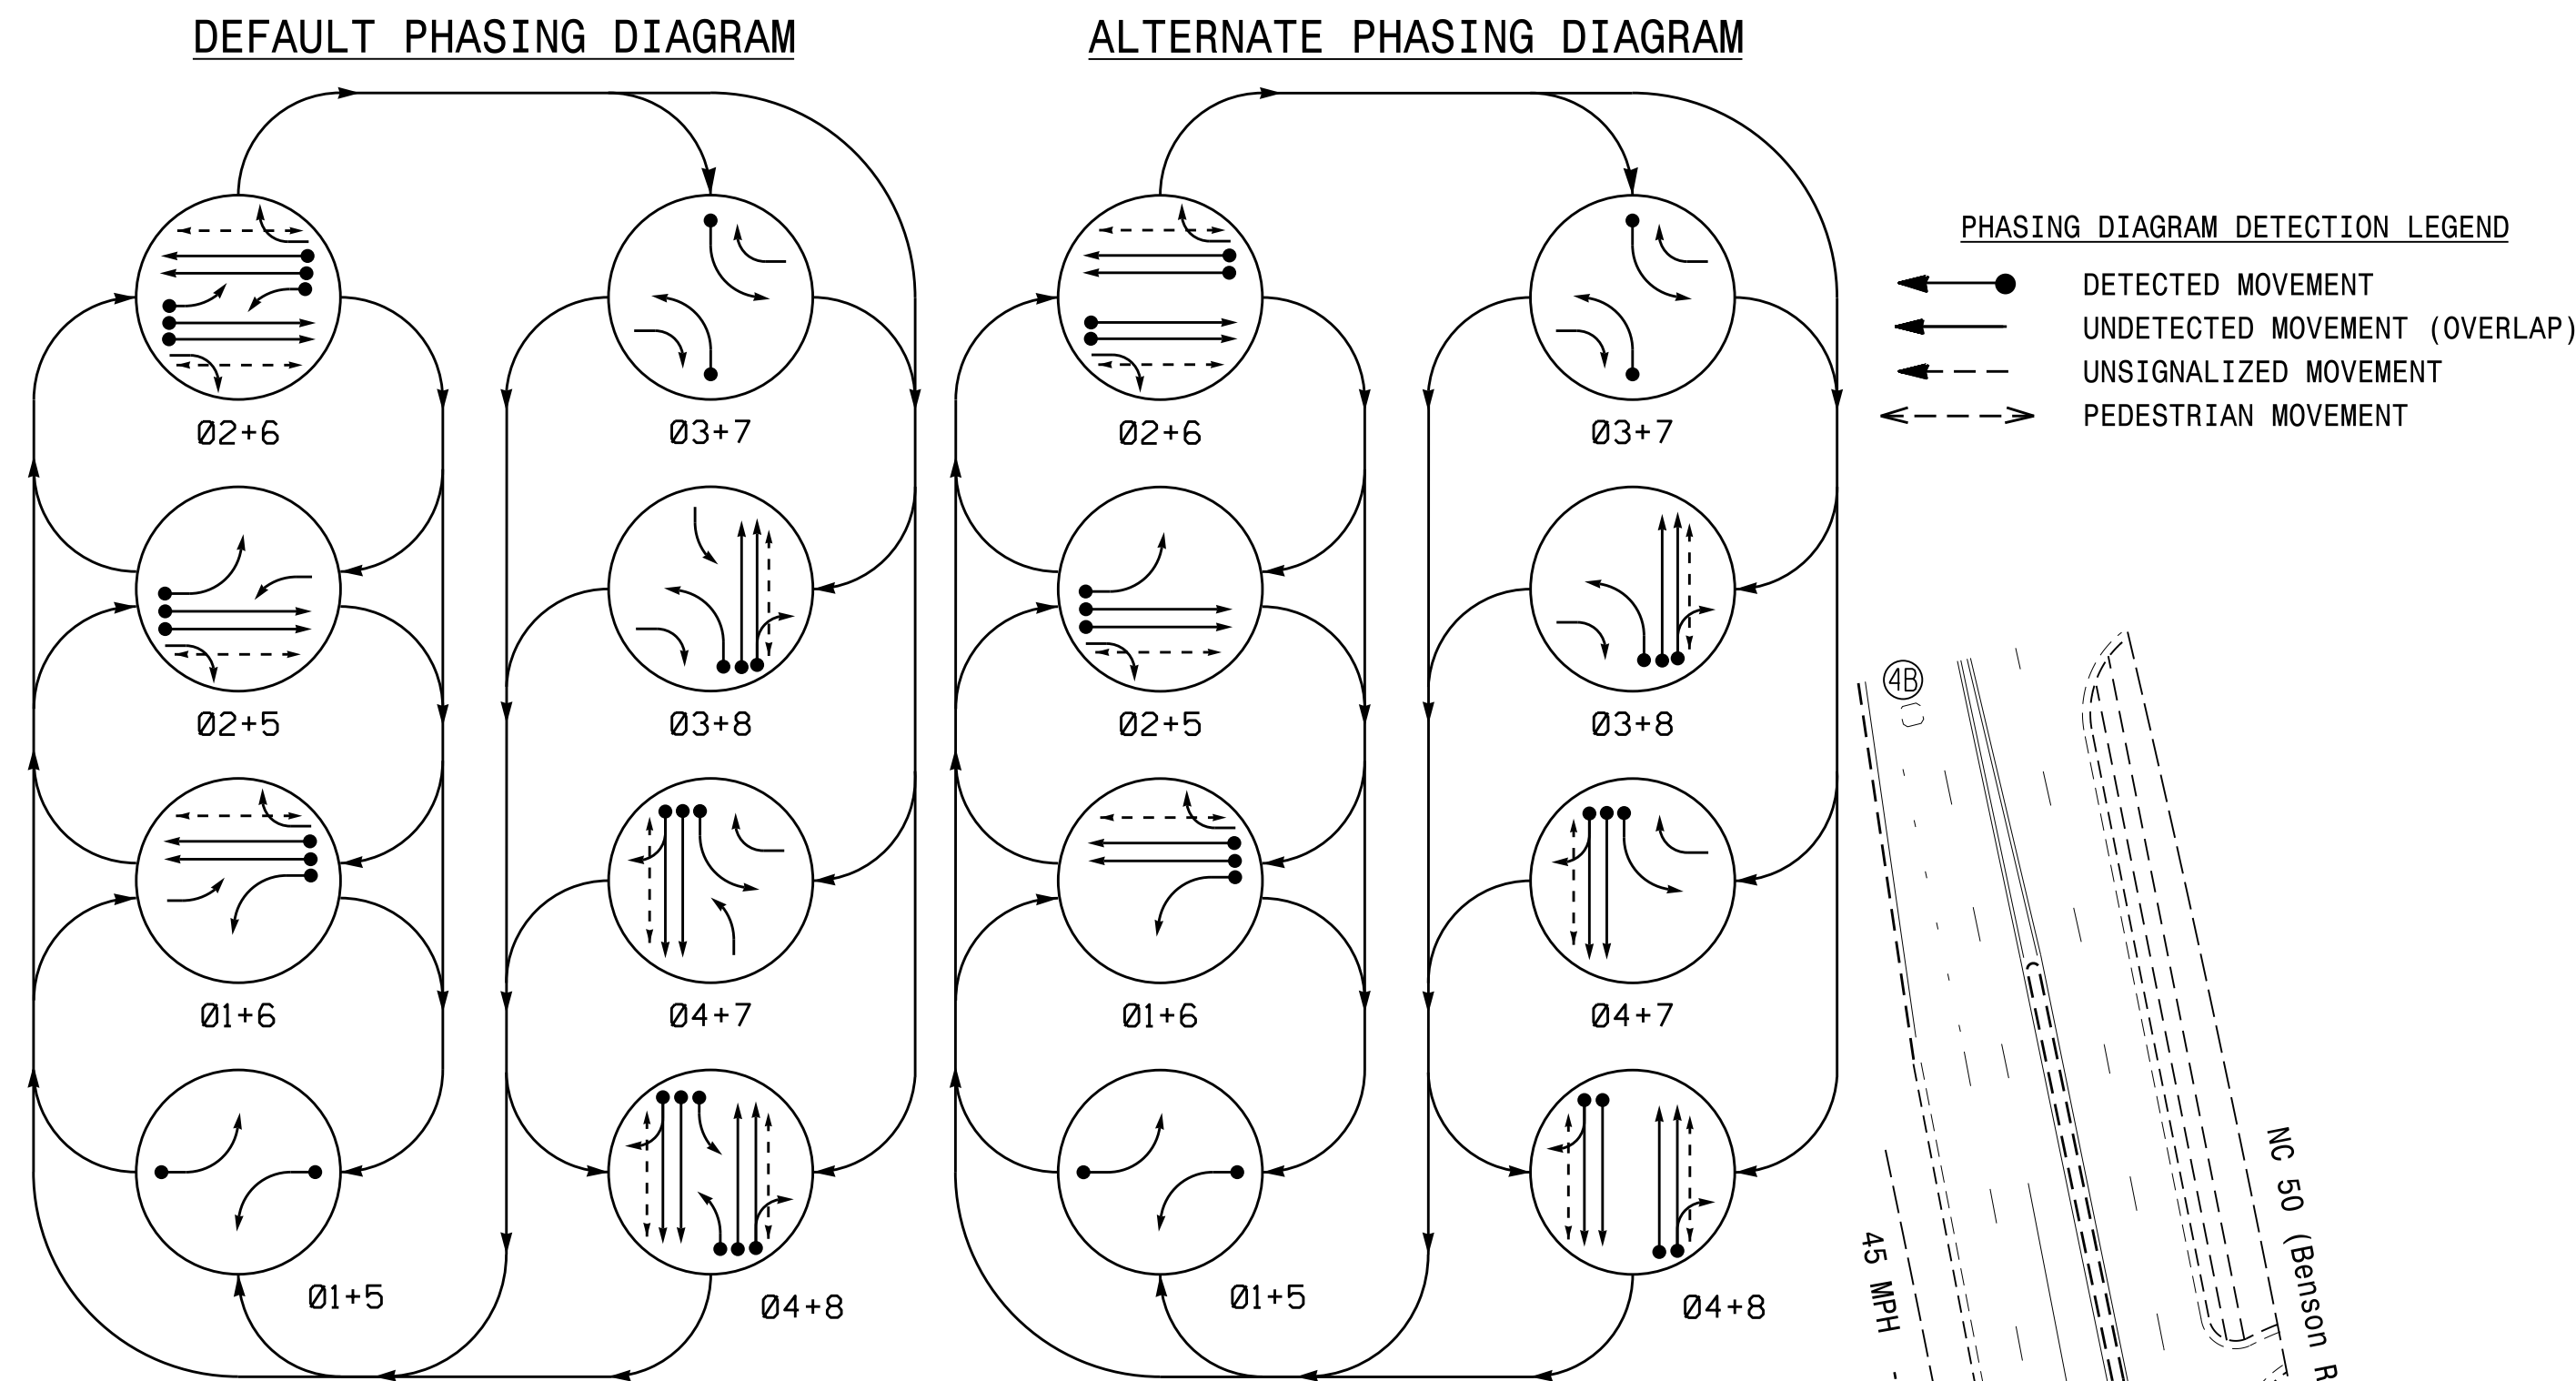 DEFAULT PHASING DIAGRAM
ALTERNATE PHASING DIAGRAM
PHASING DIAGRAM DETECTION LEGEND
DETECTED MOVEMENT
UNDETECTED MOVEMENT (OVERLAP)
UNSIGNALIZED MOVEMENT
PEDESTRIAN MOVEMENT
Ø2+6
Ø3+7
Ø2+6
Ø3+7
Ø2+5
Ø3+8
Ø2+5
Ø3+8
Ø1+6
Ø4+7
Ø1+6
Ø4+7
Ø1+5
Ø4+8
Ø1+5
Ø4+8
4B
45 MPH
NC 50 (Benson R